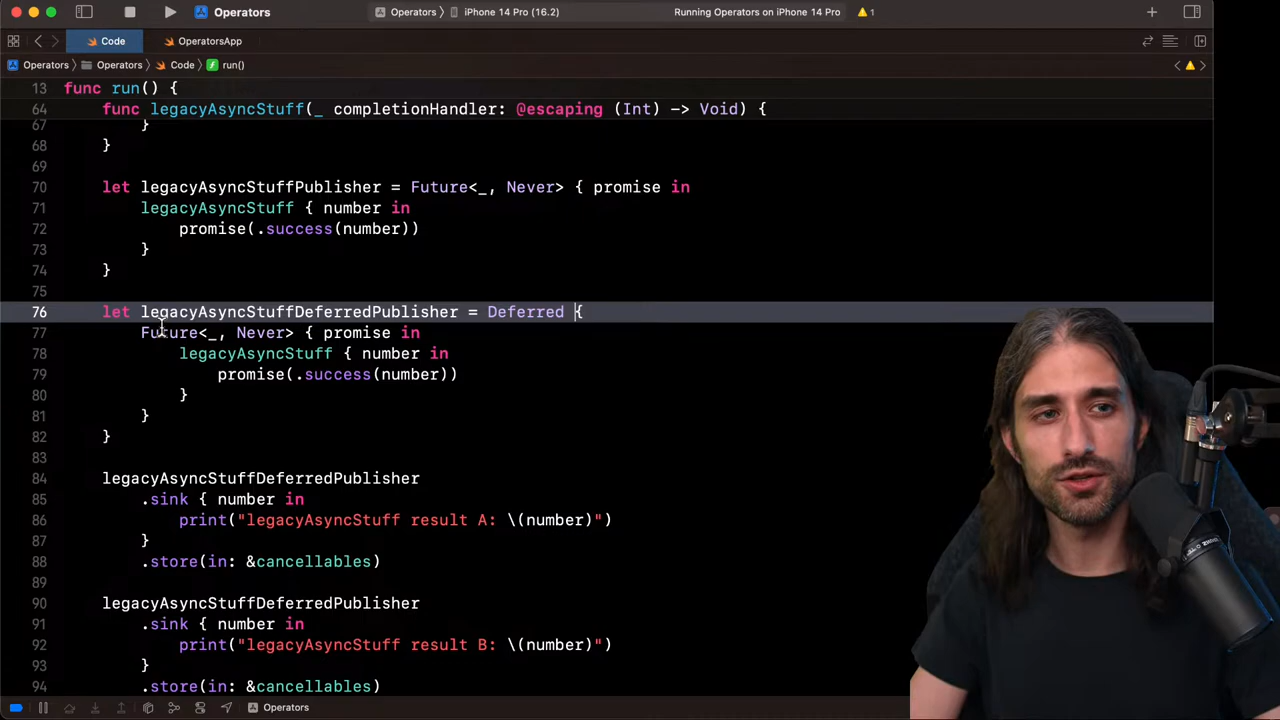 Operators
Operators
iPhone 14 Pro (16.2)
Running Operators on iPhone 14 Pro
1
Code
OperatorsApp
Operators
Operators
Code
run()
13 func run() {
64 func legacyAsyncStuff(_ completionHandler: @escaping (Int) -> Void) {
67 }
68 }
69
70 let legacyAsyncStuffPublisher = Future<_, Never> { promise in
71 legacyAsyncStuff { number in
72 promise(.success(number))
73 }
74 }
75
76 let legacyAsyncStuffDeferredPublisher = Deferred {
77 Future<_, Never> { promise in
78 legacyAsyncStuff { number in
79 promise(.success(number))
80 }
81 }
82 }
83
84 legacyAsyncStuffDeferredPublisher
85 .sink { number in
86 print("legacyAsyncStuff result A: \(number)")
87 }
88 .store(in: &cancellables)
89
90 legacyAsyncStuffDeferredPublisher
91 .sink { number in
92 print("legacyAsyncStuff result B: \(number)")
93 }
94 .store(in: &cancellables)
Operators